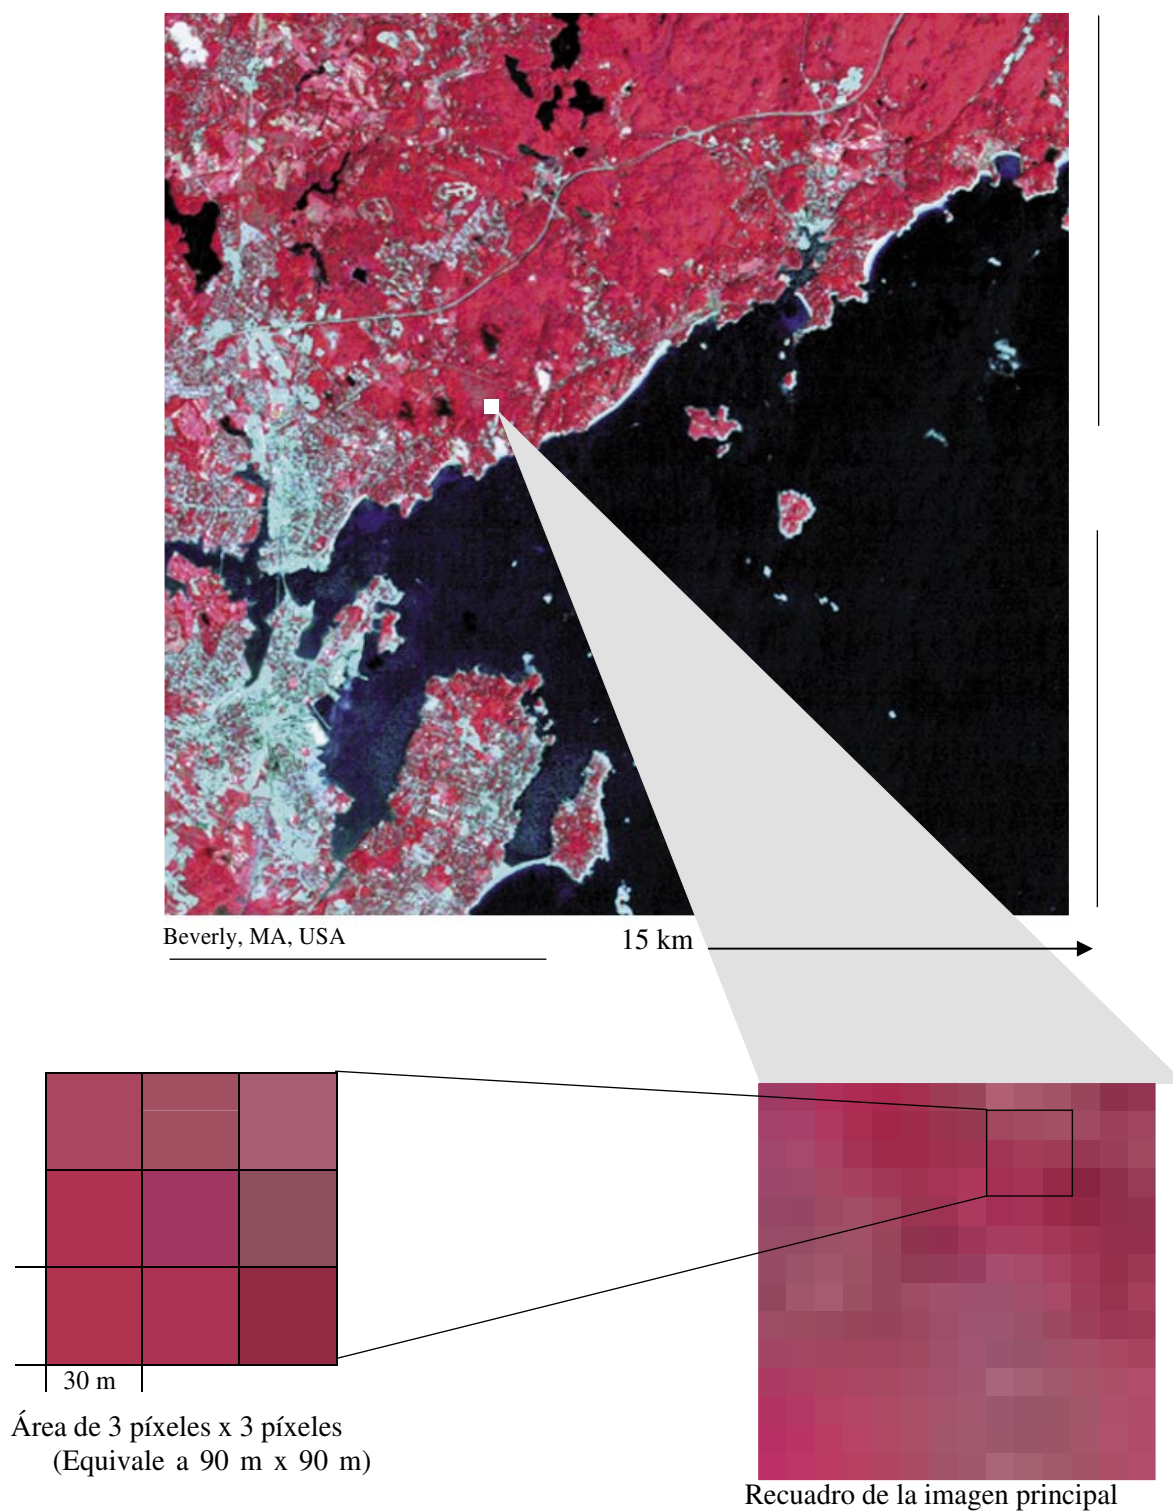 Beverly, MA, USA
15 km
30 m
Área de 3 píxeles x 3 píxeles
(Equivale a 90 m x 90 m)
Recuadro de la imagen principal